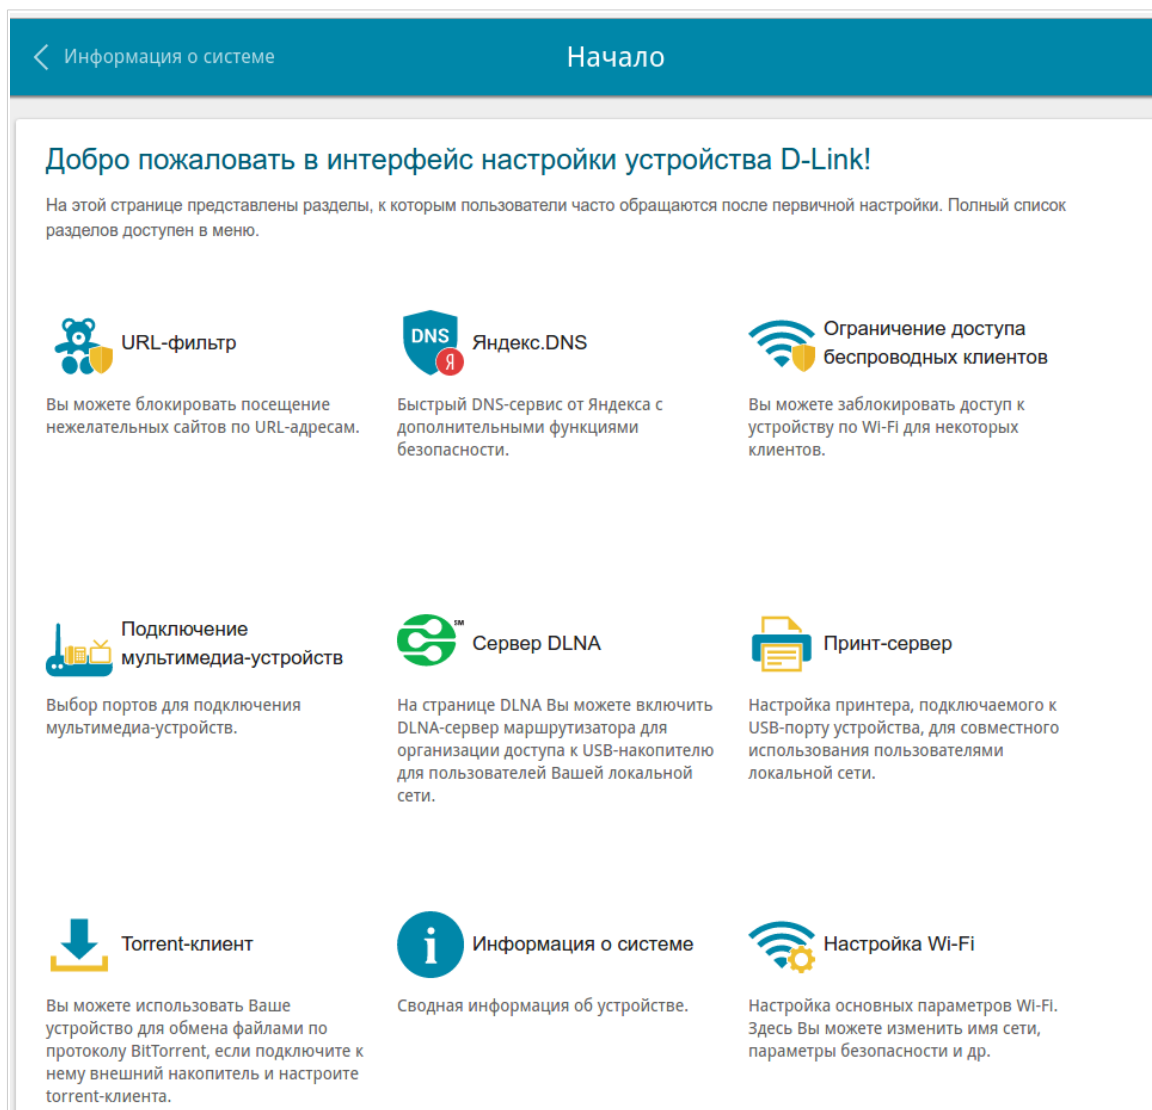 Информация о системе
Начало
Добро пожаловать в интерфейс настройки устройства D-Link!
На этой странице представлены разделы, к которым пользователи часто обращаются после первичной настройки. Полный список
разделов доступен в меню.
URL-фильтр
Вы можете блокировать посещение
нежелательных сайтов по URL-адресам.
DNS
Я
Яндекс.DNS
Быстрый DNS-сервис от Яндекса с
дополнительными функциями
безопасности.
Ограничение доступа
беспроводных клиентов
Вы можете заблокировать доступ к
устройству по Wi-Fi для некоторых
клиентов.
Подключение
мультимедиа-устройств
Выбор портов для подключения
мультимедиа-устройств.
SM
Сервер DLNA
На странице DLNA Вы можете включить
DLNA-сервер маршрутизатора для
организации доступа к USB-накопителю
для пользователей Вашей локальной
сети.
Принт-сервер
Настройка принтера, подключаемого к
USB-порту устройства, для совместного
использования пользователями
локальной сети.
Torrent-клиент
Вы можете использовать Ваше
устройство для обмена файлами по
протоколу BitTorrent, если подключите к
нему внешний накопитель и настроите
torrent-клиента.
i
Информация о системе
Сводная информация об устройстве.
Настройка Wi-Fi
Настройка основных параметров Wi-Fi.
Здесь Вы можете изменить имя сети,
параметры безопасности и др.